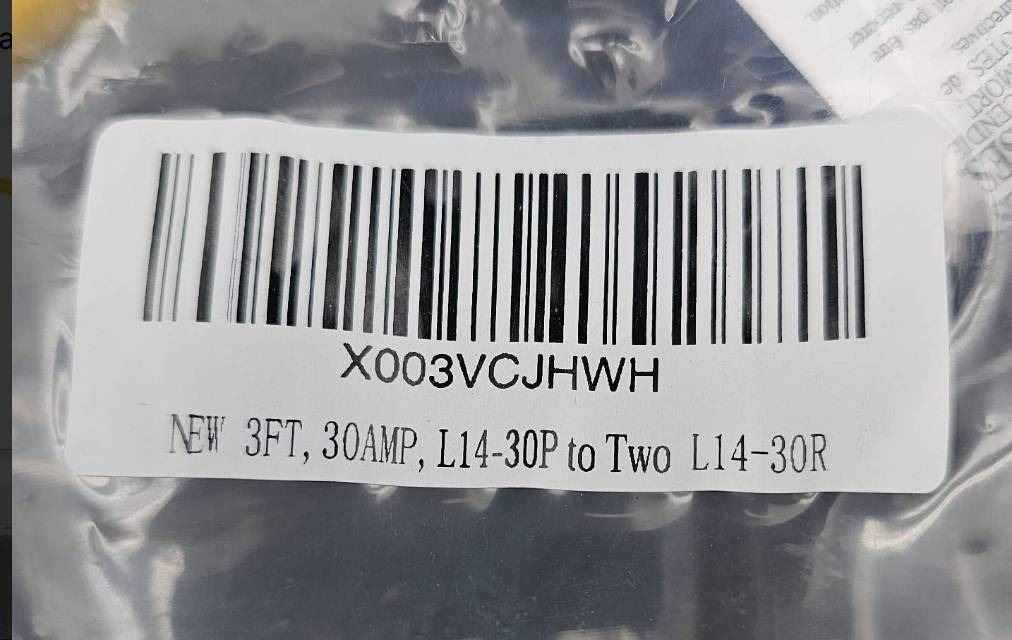 X003VCJHWH
NEW 3FT, 30AMP, L14-30P to Two L14-30R